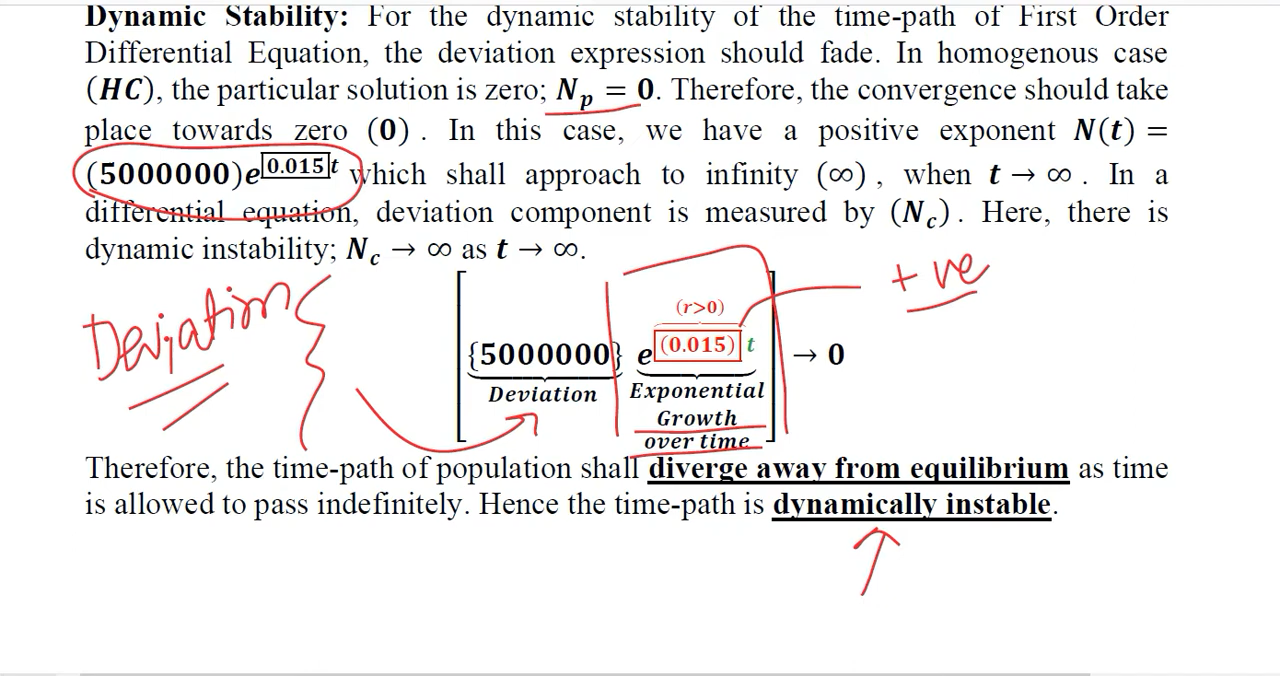 Dynamic Stability: For the dynamic stability of the time-path of First Order
Differential Equation, the deviation expression should fade. In homogenous case
(HC), the particular solution is zero; Nₚ = 0. Therefore, the convergence should take
place towards zero (0) . In this case, we have a positive exponent N(t) =
(5000000)e^0.015t which shall approach to infinity (∞) , when t → ∞ . In a
differential equation, deviation component is measured by (N_c) . Here, there is
dynamic instability; N_c → ∞ as t → ∞.
Deviation
+ ve
(r>0)
[{5000000} e^(0.015)t] → 0
Deviation Exponential
Growth
over time
Therefore, the time-path of population shall diverge away from equilibrium as time
is allowed to pass indefinitely. Hence the time-path is dynamically instable.